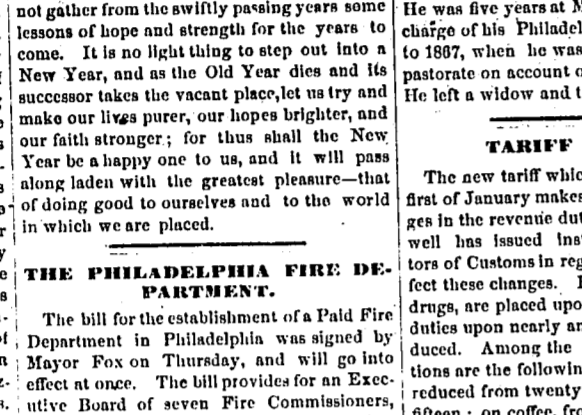 not gather from the swiftly passing years some
lessons of hope and strength for the years to
come. It is no light thing to step out into a
New Year, and as the Old Year dies and its
successor takes the vacant place, let us try and
make our lives purer, our hopes brighter, and
our faith stronger; for thus shall the New
Year be a happy one to us, and it will pass
along laden with the greatest pleasure—that
of doing good to ourselves and to the world
in which we are placed.
THE PHILADELPHIA FIRE DE-
PARTMENT.
The bill for the establishment of a Paid Fire
Department in Philadelphia was signed by
Mayor Fox on Thursday, and will go into
effect at once. The bill provides for an Exec-
utive Board of seven Fire Commissioners,
He was five years at
charge of his Philadel
to 1867, when he was
pastorate on account o
He left a widow and t
TARIFF
The new tariff whic
first of January makes
ges in the revenue dut
well has issued ins
tors of Customs in reg
fect these changes.
drugs, are placed upo
duties upon nearly an
duced. Among the
tions are the followin
reduced from twenty
fifteen; on coffee, fro